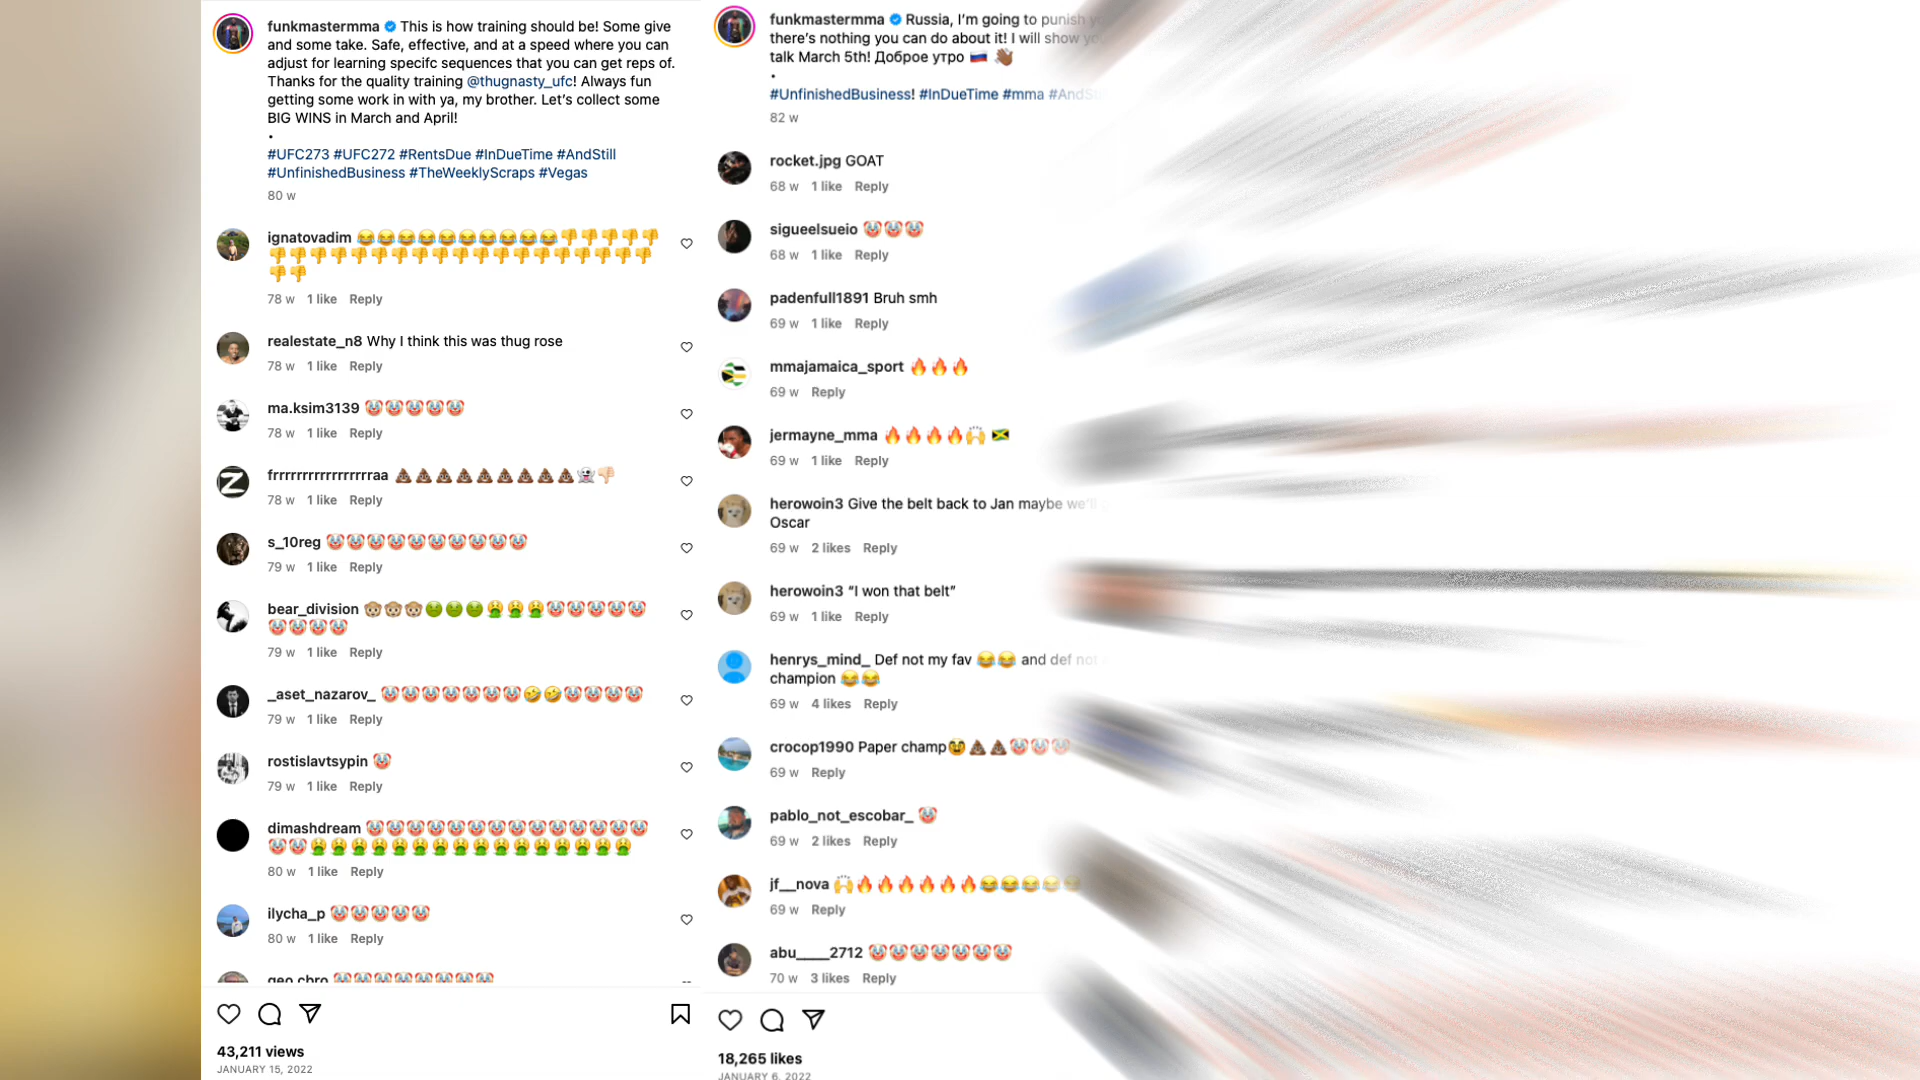 funkmastermma This is how training should be! Some give
and some take. Safe, effective, and at a speed where you can
adjust for learning specifc sequences that you can get reps of.
Thanks for the quality training @thugnasty_ufc! Always fun
getting some work in with ya, my brother. Let's collect some
BIG WINS in March and April!
•
#UFC273 #UFC272 #RentsDue #InDueTime #AndStill
#UnfinishedBusiness #TheWeeklyScraps #Vegas
80 w
ignatovadim 😂😂😂😂😂😂😂😂😂😂👎👎👎👎👎
👎👎👎👎👎👎👎👎👎👎👎👎👎👎👎👎👎👎👎
👎👎
78 w 1 like Reply
realestate_n8 Why I think this was thug rose
78 w 1 like Reply
ma.ksim3139 🤡🤡🤡🤡🤡
78 w 1 like Reply
frrrrrrrrrrrrrrrrraa 💩💩💩💩💩💩💩💩💩👻👎🏻
78 w 1 like Reply
s_10reg 🤡🤡🤡🤡🤡🤡🤡🤡🤡🤡
79 w 1 like Reply
bear_division 🐵🐵🐵🤢🤢🤢🤮🤮🤮🤡🤡🤡🤡🤡
🤡🤡🤡🤡
79 w 1 like Reply
_aset_nazarov_ 🤡🤡🤡🤡🤡🤡🤡🤣🤣🤡🤡🤡🤡
79 w 1 like Reply
rostislavtsypin 🤡
79 w 1 like Reply
dimashdream 🤡🤡🤡🤡🤡🤡🤡🤡🤡🤡🤡🤡🤡🤡
🤡🤡🤮🤮🤮🤮🤮🤮🤮🤮🤮🤮🤮🤮🤮🤮🤮🤮
80 w 1 like Reply
ilycha_p 🤡🤡🤡🤡🤡
80 w 1 like Reply
geo.chro 🤡🤡🤡🤡🤡🤡🤡🤡
43,211 views
JANUARY 15, 2022
funkmastermma Russia, I'm going to punish
there's nothing you can do about it! I will show you
talk March 5th! Доброе утро 🇷🇺 👋🏾
•
#UnfinishedBusiness! #InDueTime #mma
82 w
rocket.jpg GOAT
68 w 1 like Reply
sigueelsueio 🤡🤡🤡
68 w 1 like Reply
padenfull1891 Bruh smh
69 w 1 like Reply
mmajamaica_sport 🔥🔥🔥
69 w Reply
jermayne_mma 🔥🔥🔥🔥🙌🇯🇲
69 w 1 like Reply
herowoin3 Give the belt back to Jan maybe we'll
Oscar
69 w 2 likes Reply
herowoin3 “I won that belt”
69 w 1 like Reply
henrys_mind_ Def not my fav 😂😂 and def not
champion 😂😂
69 w 4 likes Reply
crocop1990 Paper champ🥸💩💩🤡🤡🤡
69 w Reply
pablo_not_escobar_ 🤡
69 w 2 likes Reply
jf__nova 🙌🔥🔥🔥🔥🔥🔥😂😂😂😂😂
69 w Reply
abu____2712 🤡🤡🤡🤡🤡🤡🤡
70 w 3 likes Reply
18,265 likes
JANUARY 6, 2022